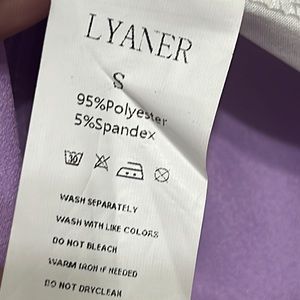 LYANER
S
95%Polyester
5%Spandex
30
WASH SEPARATELY
WASH WITH LIKE COLORS
DO NOT BLEACH
WARM IRON IF NEEDED
DO NOT DRYCLEAN